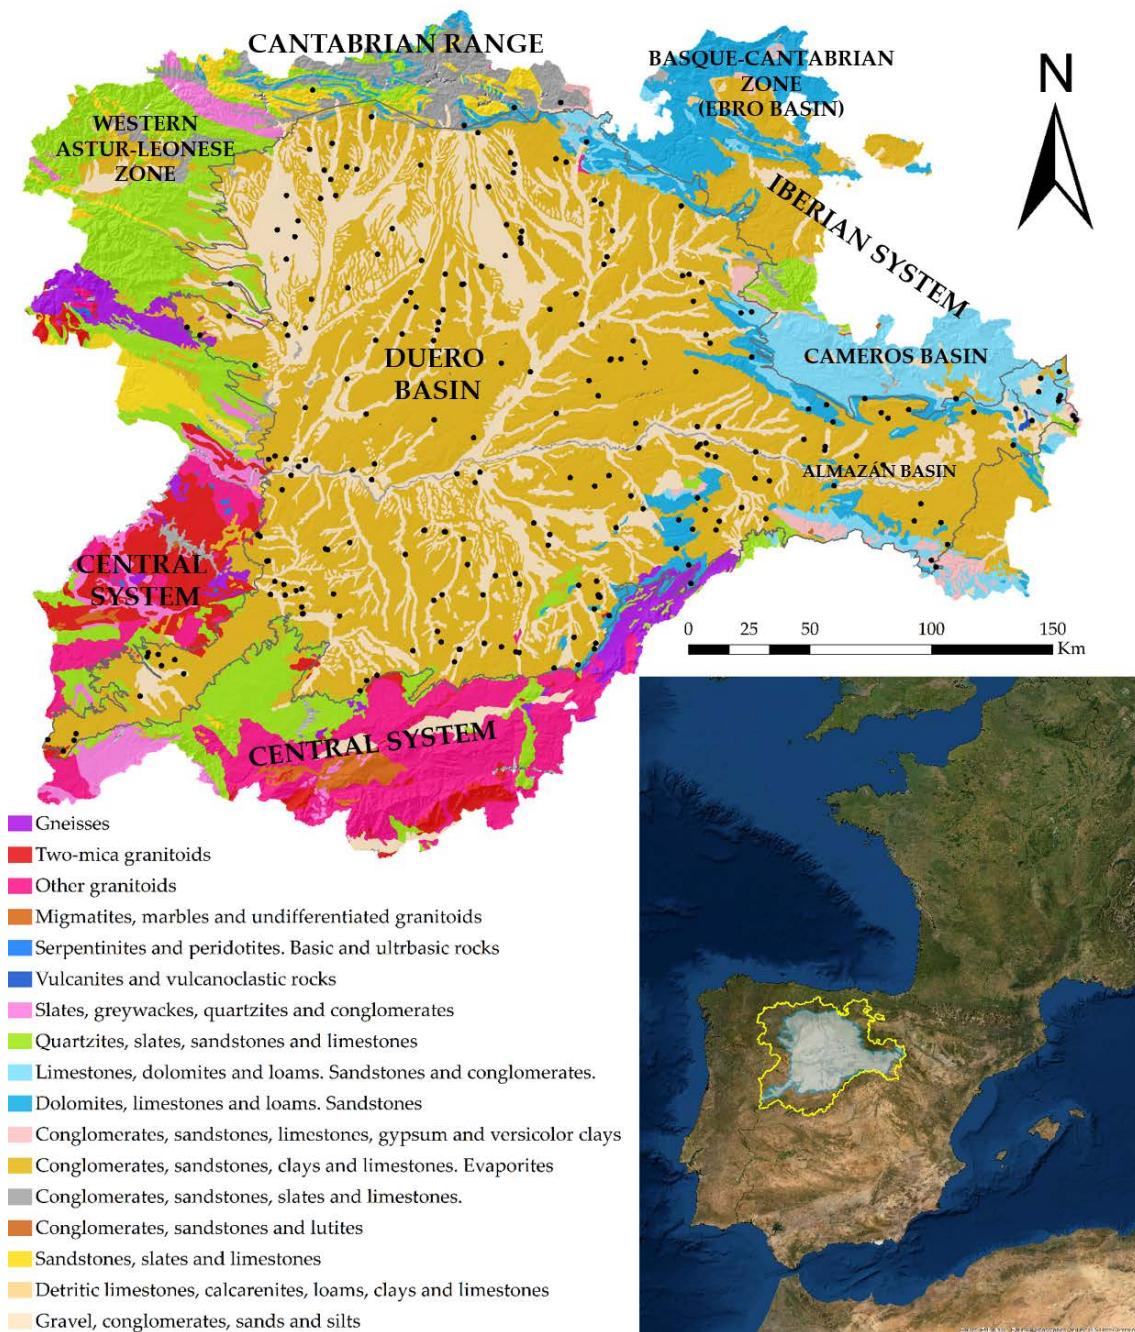 CANTABRIAN RANGE
BASQUE-CANTABRIAN
ZONE
(EBRO BASIN)
N
WESTERN
ASTUR-LEONESE
ZONE
IBERIAN SYSTEM
DUERO
BASIN
CAMEROS BASIN
ALMAZÁN BASIN
CENTRAL
SYSTEM
0 25 50 100 150
Km
CENTRAL SYSTEM
Gneisses
Two-mica granitoids
Other granitoids
Migmatites, marbles and undifferentiated granitoids
Serpentinites and peridotites. Basic and ultrbasic rocks
Vulcanites and vulcanoclastic rocks
Slates, greywackes, quartzites and conglomerates
Quartzites, slates, sandstones and limestones
Limestones, dolomites and loams. Sandstones and conglomerates.
Dolomites, limestones and loams. Sandstones
Conglomerates, sandstones, limestones, gypsum and versicolor clays
Conglomerates, sandstones, clays and limestones. Evaporites
Conglomerates, sandstones, slates and limestones.
Conglomerates, sandstones and lutites
Sandstones, slates and limestones
Detritic limestones, calcarenites, loams, clays and limestones
Gravel, conglomerates, sands and silts